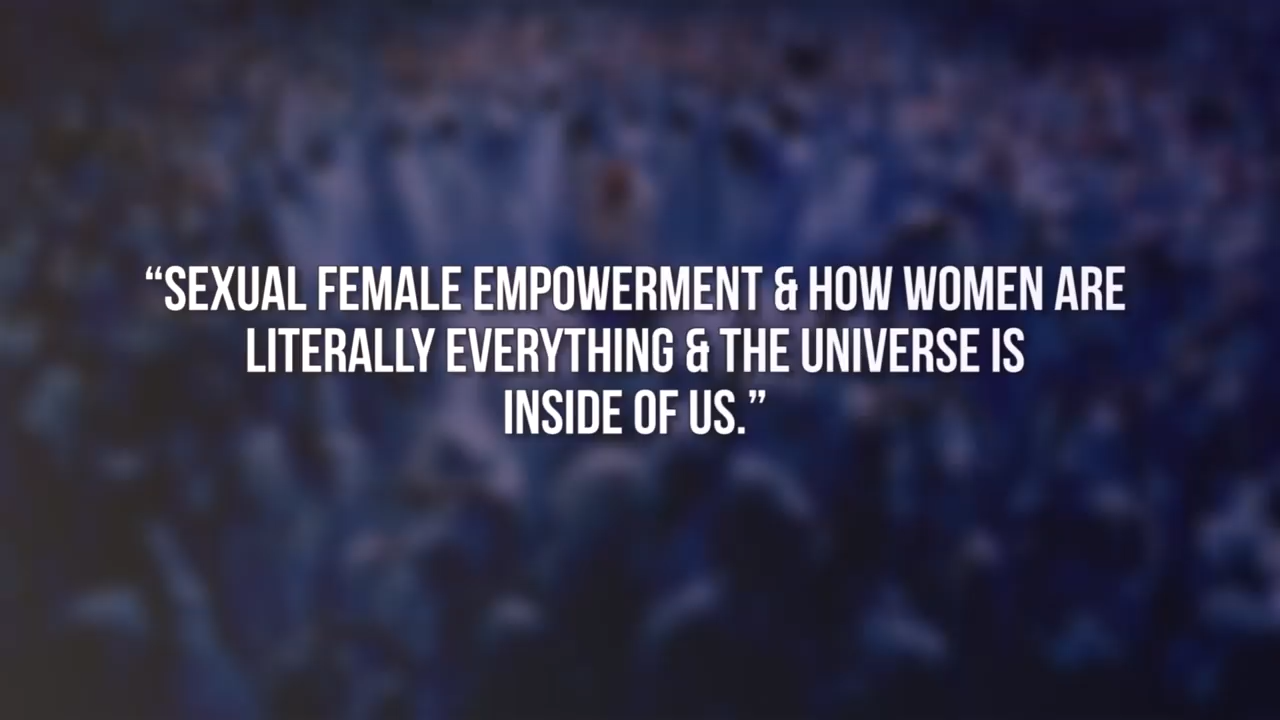 “SEXUAL FEMALE EMPOWERMENT & HOW WOMEN ARE
LITERALLY EVERYTHING & THE UNIVERSE IS
INSIDE OF US.”